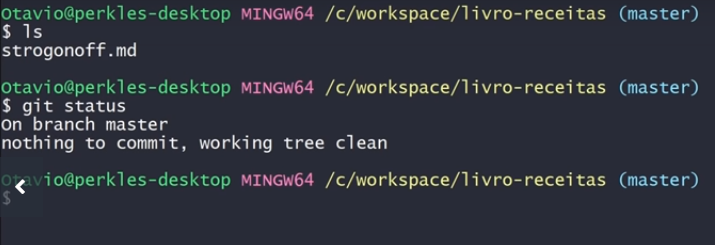 Otavio@perkles-desktop MINGW64 /c/workspace/livro-receitas (master)
$ ls
strogonoff.md
Otavio@perkles-desktop MINGW64 /c/workspace/livro-receitas (master)
$ git status
On branch master
nothing to commit, working tree clean
Otavio@perkles-desktop MINGW64 /c/workspace/livro-receitas (master)
$